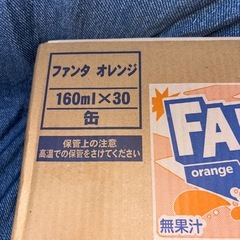 ファンタ オレンジ
160ml×30
缶
保管上の注意
高温での保管をさけてください
FA
orange
無果汁